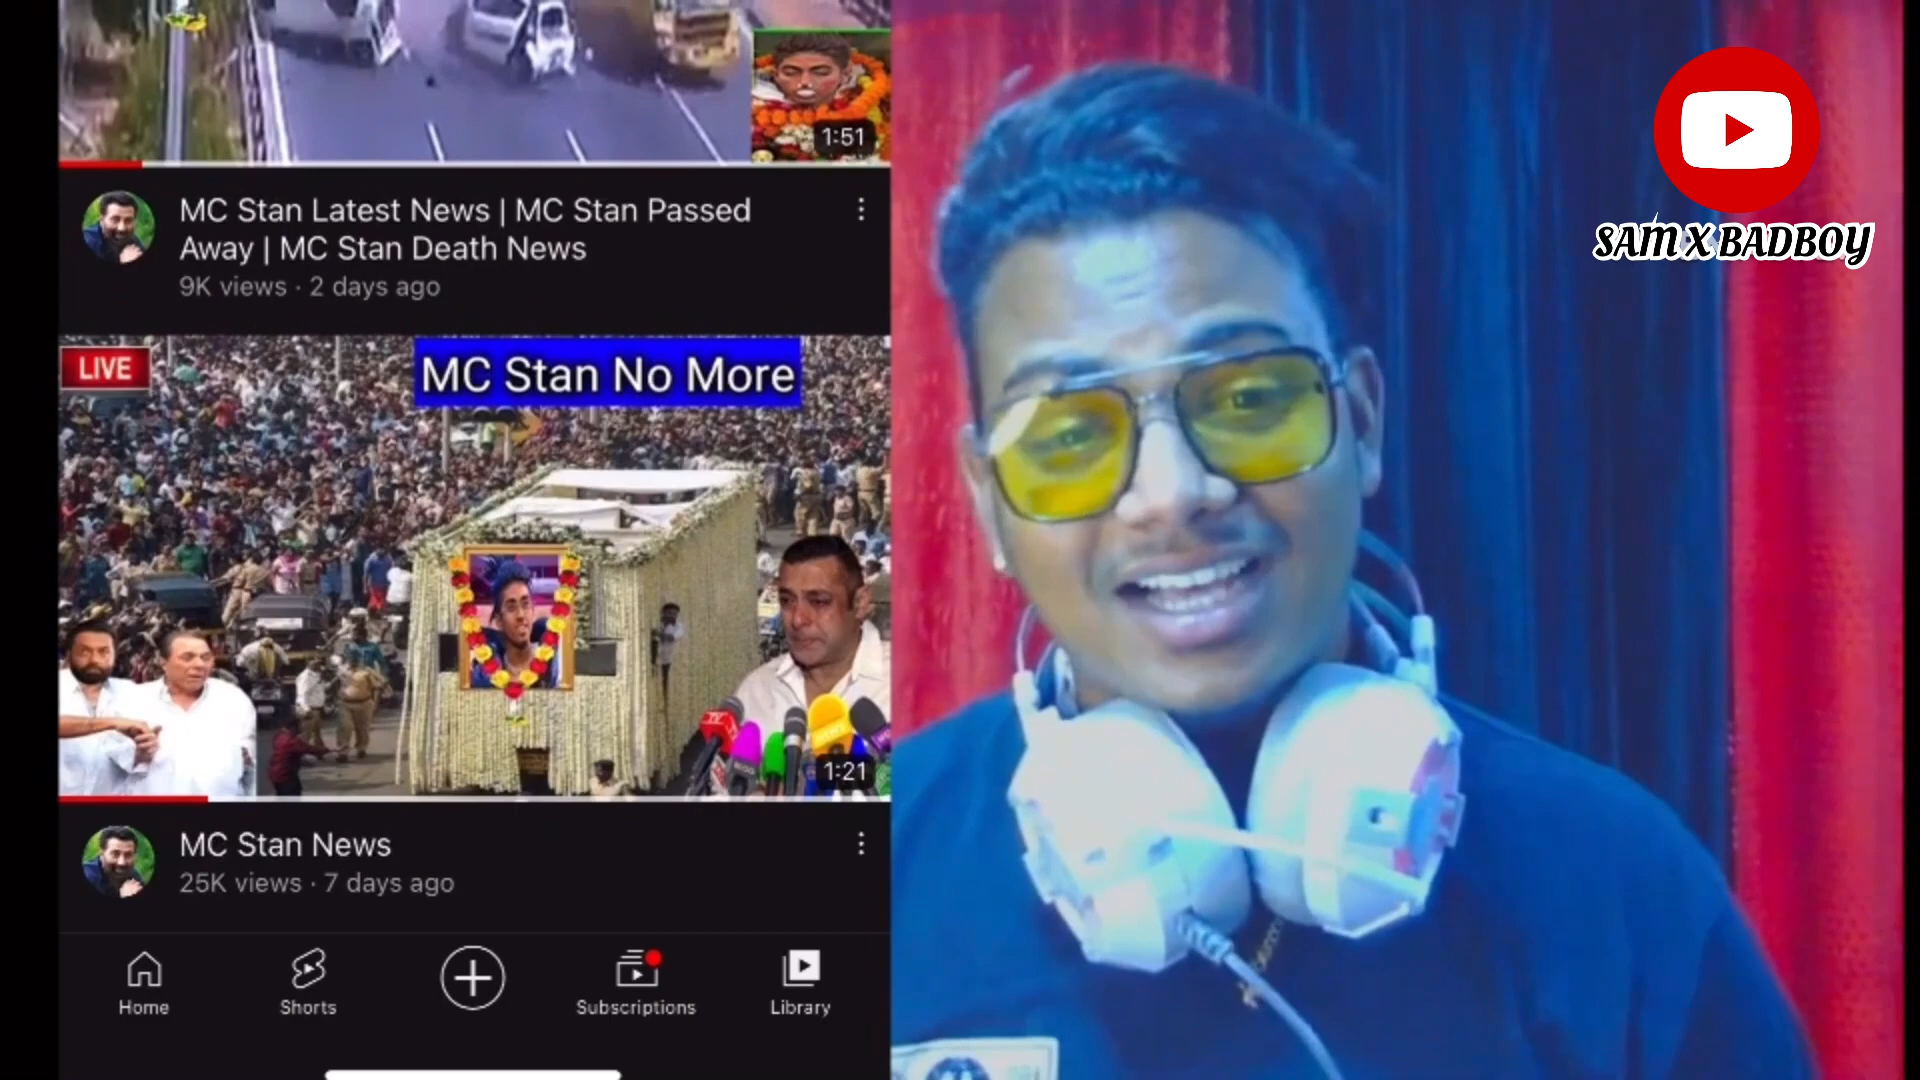 1:51
MC Stan Latest News | MC Stan Passed
Away | MC Stan Death News
9K views · 2 days ago
LIVE
MC Stan No More
1:21
MC Stan News
25K views · 7 days ago
Home
Shorts
Subscriptions
Library
SAM X BADBOY